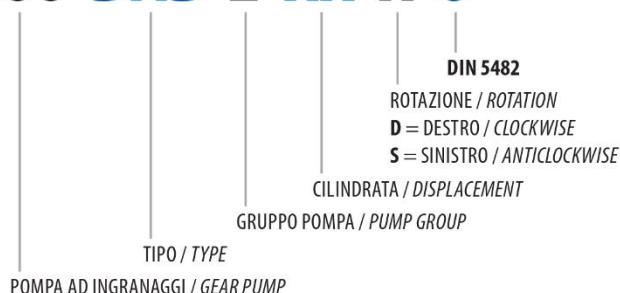 DIN 5482
ROTAZIONE / ROTATION
D = DESTRO / CLOCKWISE
S = SINISTRO / ANTICLOCKWISE
CILINDRATA / DISPLACEMENT
GRUPPO POMPA / PUMP GROUP
TIPO / TYPE
POMPA AD INGRANAGGI / GEAR PUMP